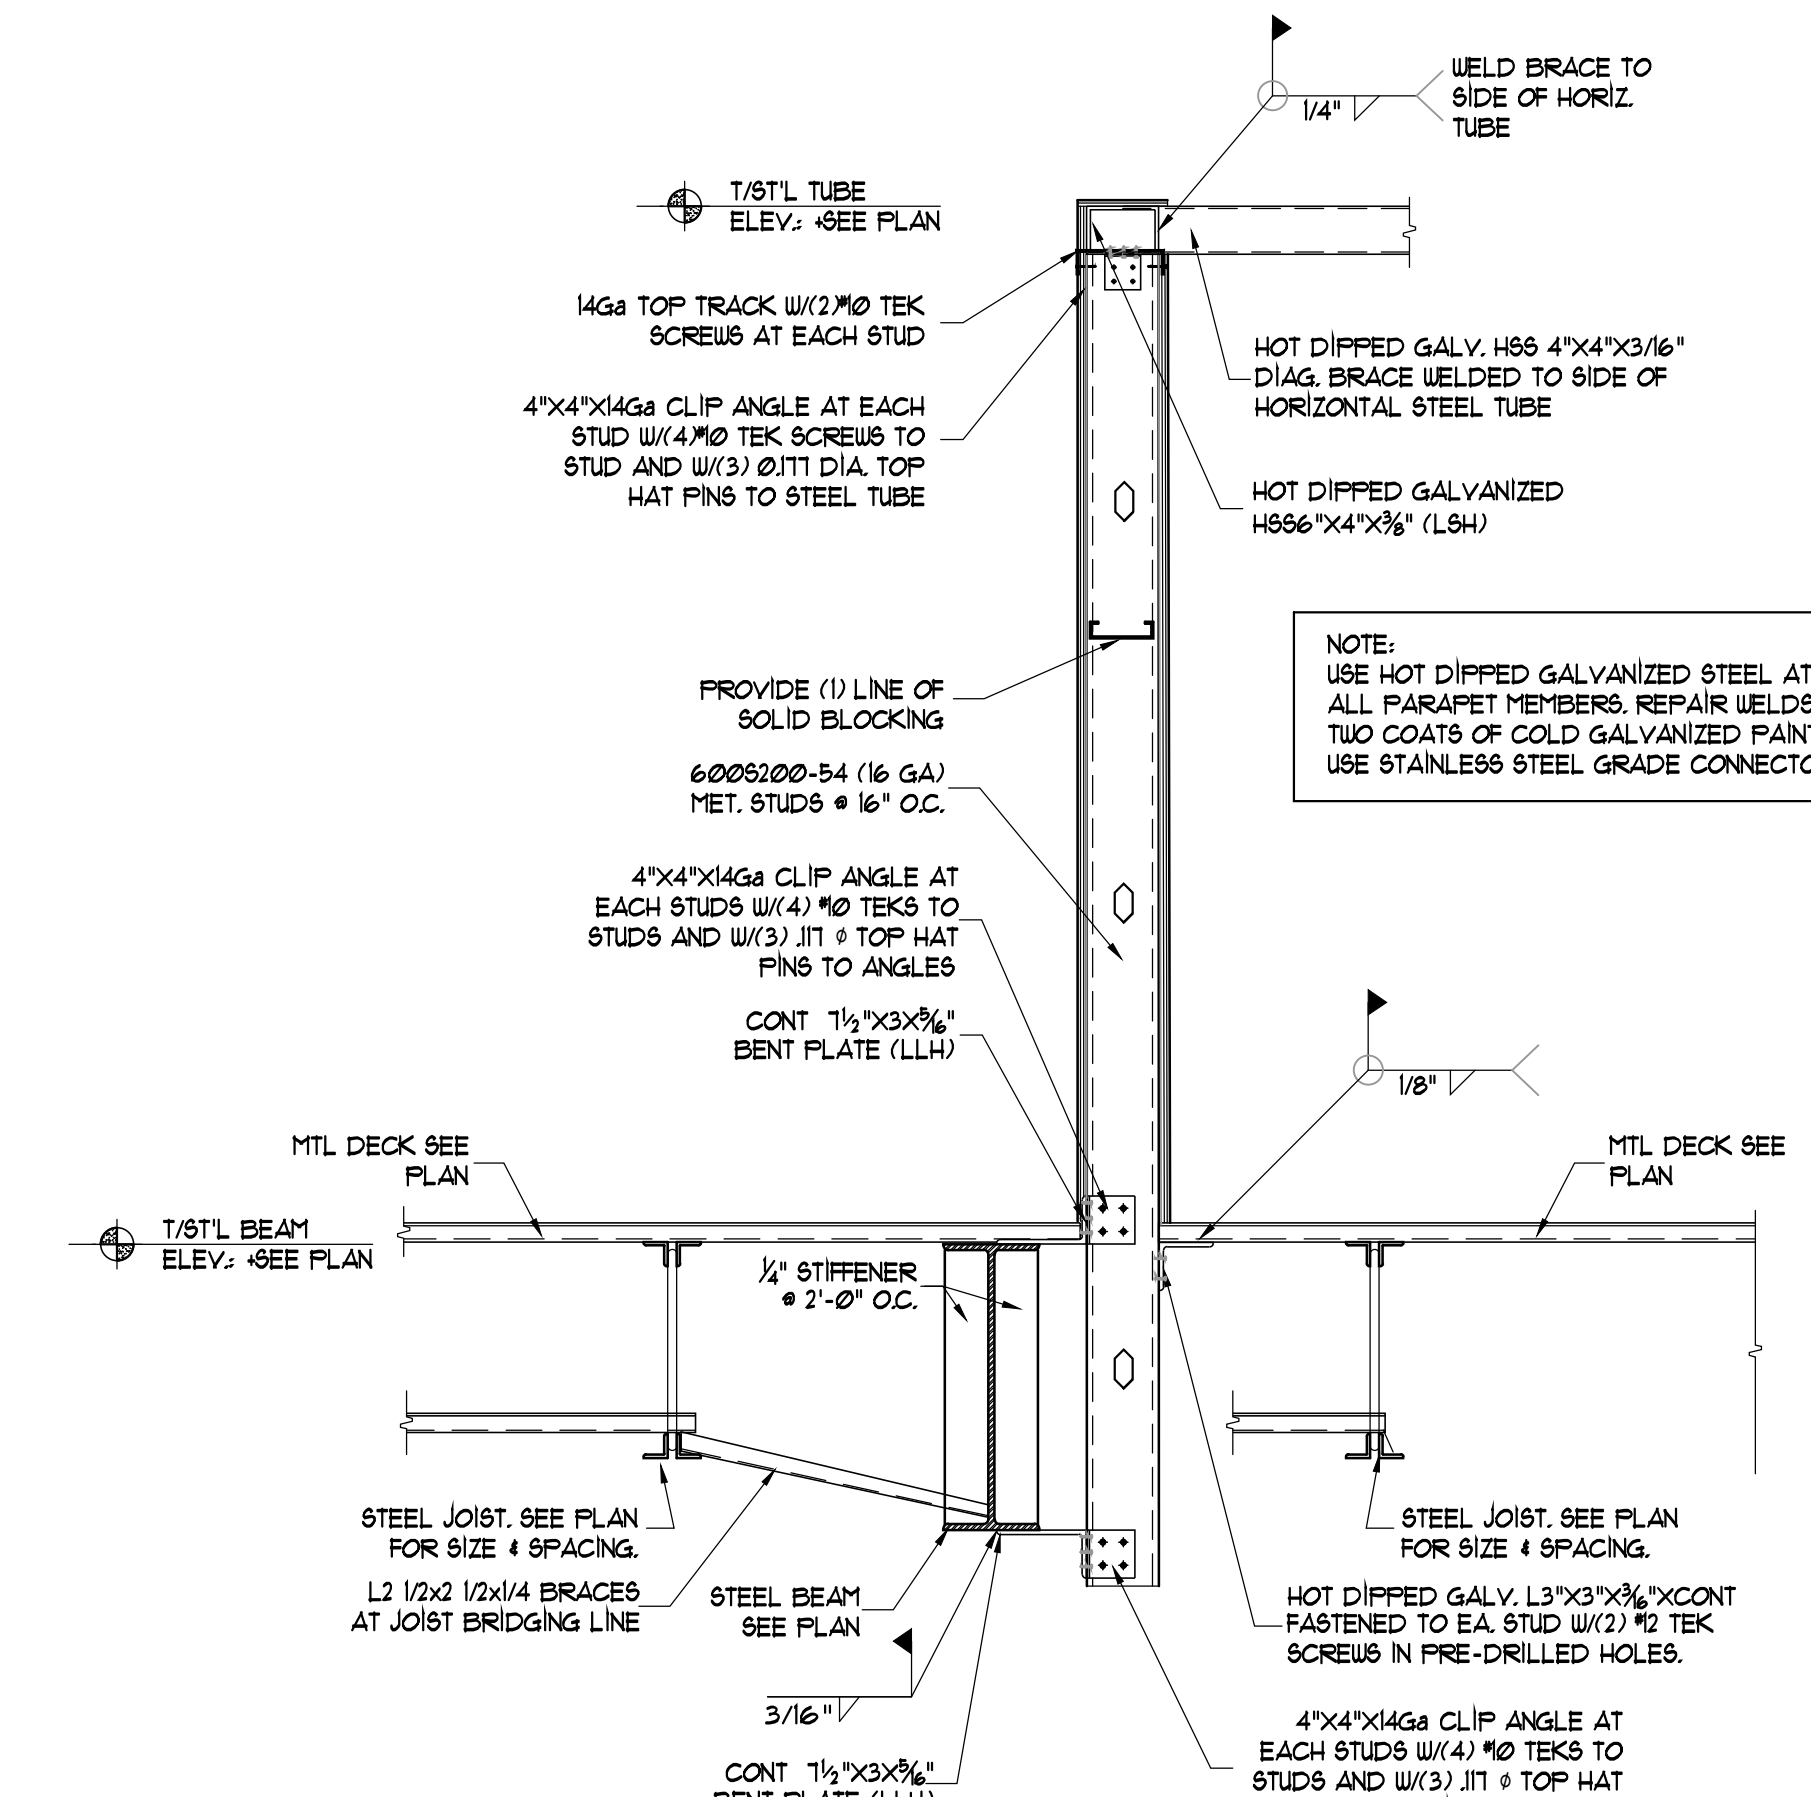 WELD BRACE TO
SIDE OF HORIZ.
TUBE
1/4"
T/ST'L TUBE
ELEV.: +SEE PLAN
14Ga TOP TRACK W/(2)#10 TEK
SCREWS AT EACH STUD
HOT DIPPED GALV. HSS 4"X4"X3/16"
DIAG. BRACE WELDED TO SIDE OF
HORIZONTAL STEEL TUBE
4"X4"X14Ga CLIP ANGLE AT EACH
STUD W/(4)#10 TEK SCREWS TO
STUD AND W/(3) 0.177 DIA. TOP
HAT PINS TO STEEL TUBE
HOT DIPPED GALVANIZED
HSS6"X4"X3/8" (LSH)
NOTE:
USE HOT DIPPED GALVANIZED STEEL AT
ALL PARAPET MEMBERS. REPAIR WELDS
TWO COATS OF COLD GALVANIZED PAINT
USE STAINLESS STEEL GRADE CONNECTO
PROVIDE (1) LINE OF
SOLID BLOCKING
600S200-54 (16 GA)
MET. STUDS @ 16" O.C.
4"X4"X14Ga CLIP ANGLE AT
EACH STUDS W/(4) #10 TEKS TO
STUDS AND W/(3) .117 ø TOP HAT
PINS TO ANGLES
CONT 7 1/2"X3X5/16"
BENT PLATE (LLH)
1/8"
MTL DECK SEE
PLAN
MTL DECK SEE
PLAN
T/ST'L BEAM
ELEV.: +SEE PLAN
1/4" STIFFENER
@ 2'-0" O.C.
STEEL JOIST. SEE PLAN
FOR SIZE & SPACING.
STEEL JOIST. SEE PLAN
FOR SIZE & SPACING.
L2 1/2x2 1/2x1/4 BRACES
AT JOIST BRIDGING LINE
STEEL BEAM
SEE PLAN
HOT DIPPED GALV. L3"X3"X3/16"XCONT
FASTENED TO EA. STUD W/(2) #12 TEK
SCREWS IN PRE-DRILLED HOLES.
3/16"
4"X4"X14Ga CLIP ANGLE AT
EACH STUDS W/(4) #10 TEKS TO
STUDS AND W/(3) .117 ø TOP HAT
CONT 7 1/2"X3X5/16"
BENT PLATE (LLH)